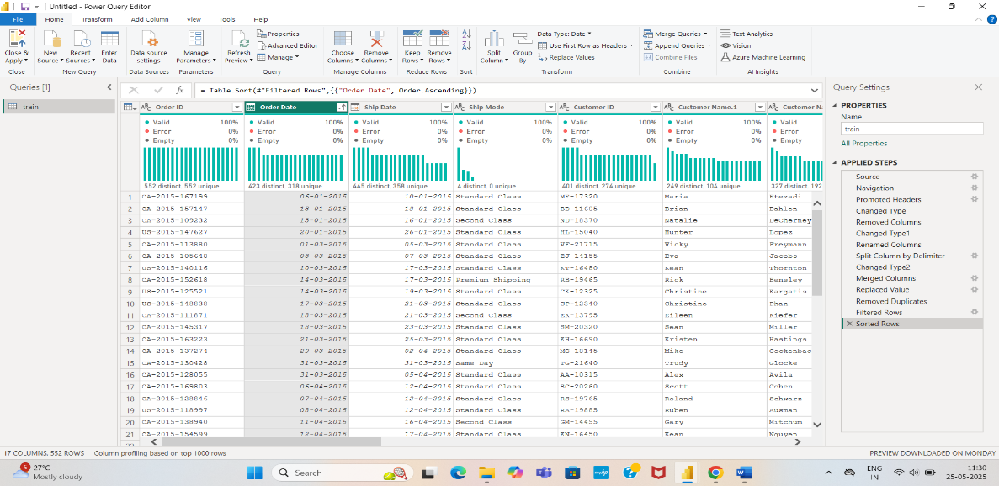 Untitled - Power Query Editor
File Home Transform Add Column View Tools Help
Close & Apply New Source Recent Sources Enter Data Data source settings Manage Parameters Refresh Preview Properties Advanced Editor Manage Choose Columns Remove Columns Keep Rows Remove Rows Split Column Group By Data Type: Date Use First Row as Headers Replace Values Merge Queries Append Queries Combine Files Text Analytics Vision Azure Machine Learning
Close New Query Data Sources Parameters Query Manage Columns Reduce Rows Sort Transform Combine AI Insights
Queries [1]
train
fx = Table.Sort(#"Filtered Rows",{{"Order Date", Order.Ascending}})
Order ID Order Date Ship Date Ship Mode Customer ID Customer Name.1 Customer Na
Valid 100% Valid 100% Valid 100% Valid 100% Valid 100% Valid 100% Valid
Error 0% Error 0% Error 0% Error 0% Error 0% Error 0% Error
Empty 0% Empty 0% Empty 0% Empty 0% Empty 0% Empty 0% Empty
552 distinct, 552 unique 423 distinct, 318 unique 445 distinct, 358 unique 4 distinct, 0 unique 401 distinct, 274 unique 249 distinct, 104 unique 327 distinct, 192
1 CA-2015-167199 06-01-2015 10-01-2015 Standard Class ME-17320 Maria Etezadi
2 CA-2015-157147 13-01-2015 18-01-2015 Standard Class BD-11605 Brian Dahlen
3 CA-2015-109232 13-01-2015 16-01-2015 Second Class ND-18370 Natalie DeCherney
4 US-2015-147627 20-01-2015 26-01-2015 Standard Class HL-15040 Hunter Lopez
5 CA-2015-113880 01-03-2015 05-03-2015 Standard Class VF-21715 Vicky Freymann
6 CA-2015-105648 03-03-2015 07-03-2015 Standard Class EJ-14155 Eva Jacobs
7 US-2015-140116 10-03-2015 17-03-2015 Standard Class KT-16480 Kean Thornton
8 CA-2015-152618 14-03-2015 17-03-2015 Premium Shipping RH-19465 Rick Hensley
9 US-2015-125521 14-03-2015 19-03-2015 Standard Class CK-12325 Christine Kargatis
10 US-2015-148838 17-03-2015 21-03-2015 Standard Class CP-12340 Christine Phan
11 CA-2015-111871 18-03-2015 21-03-2015 Second Class EK-13795 Eileen Kiefer
12 CA-2015-145317 18-03-2015 23-03-2015 Standard Class SM-20320 Sean Miller
13 CA-2015-163223 21-03-2015 25-03-2015 Standard Class KH-16690 Kristen Hastings
14 CA-2015-137274 29-03-2015 02-04-2015 Standard Class MG-18145 Mike Gockenbac
15 CA-2015-130428 31-03-2015 31-03-2015 Same Day TG-21640 Trudy Glocke
16 CA-2015-128055 31-03-2015 05-04-2015 Standard Class AA-10315 Alex Avila
17 CA-2015-169803 06-04-2015 12-04-2015 Standard Class SC-20260 Scott Cohen
18 CA-2015-128846 07-04-2015 12-04-2015 Standard Class RS-19765 Roland Schwarz
19 US-2015-118997 08-04-2015 12-04-2015 Standard Class RA-19885 Ruben Ausman
20 CA-2015-138940 11-04-2015 16-04-2015 Second Class GM-14455 Gary Mitchum
21 CA-2015-154599 12-04-2015 17-04-2015 Standard Class KN-16450 Kean Nguyen
Query Settings
PROPERTIES
Name
train
All Properties
APPLIED STEPS
Source
Navigation
Promoted Headers
Changed Type
Removed Columns
Changed Type1
Renamed Columns
Split Column by Delimiter
Changed Type2
Merged Columns
Replaced Value
Removed Duplicates
Filtered Rows
Sorted Rows
17 COLUMNS, 552 ROWS Column profiling based on top 1000 rows PREVIEW DOWNLOADED ON MONDAY
5 27°C
Mostly cloudy
Search
ENG
IN
11:30
25-05-2025